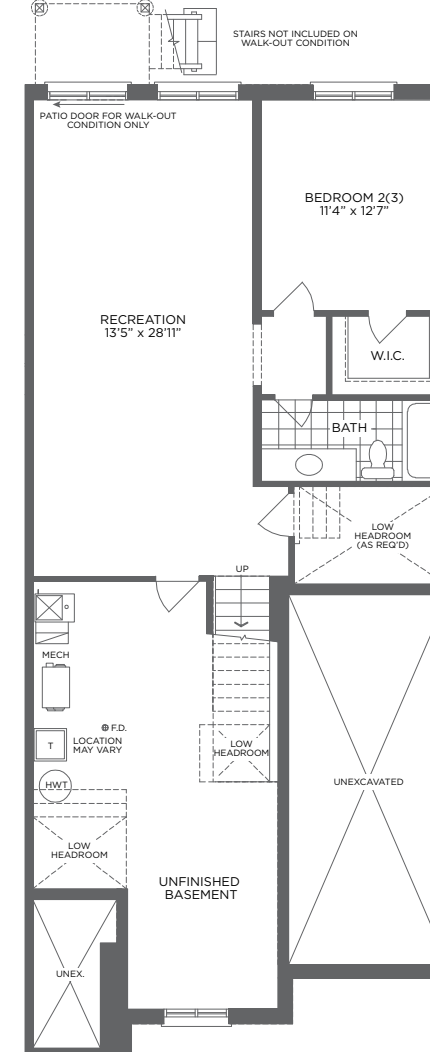 STAIRS NOT INCLUDED ON
WALK-OUT CONDITION
PATIO DOOR FOR WALK-OUT
CONDITION ONLY
BEDROOM 2(3)
11'4" x 12'7"
RECREATION
13'5" x 28'11"
W.I.C.
BATH
LOW
HEADROOM
(AS REQ'D)
UP
MECH
F.D.
LOCATION
MAY VARY
T
LOW
HEADROOM
HWT
UNEXCAVATED
LOW
HEADROOM
UNFINISHED
BASEMENT
UNEX.